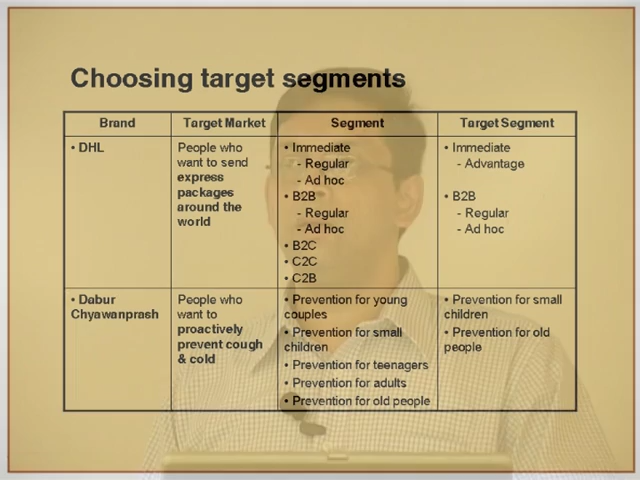 Choosing target segments
Brand
Target Market
Segment
Target Segment
• DHL
People who
want to send
express
packages
around the
world
• Immediate
- Regular
- Ad hoc
• B2B
- Regular
- Ad hoc
• B2C
• C2C
• C2B
• Immediate
- Advantage
• B2B
- Regular
- Ad hoc
• Dabur
Chyawanprash
People who
want to
proactively
prevent cough
& cold
• Prevention for young
couples
• Prevention for small
children
• Prevention for teenagers
• Prevention for adults
• Prevention for old people
• Prevention for small
children
• Prevention for old
people